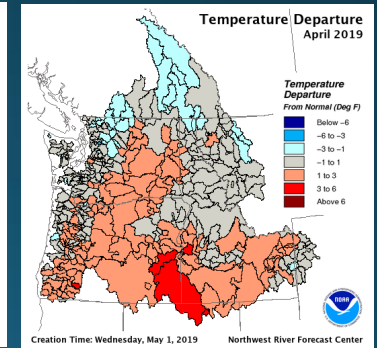 Temperature Departure
April 2019
Temperature
Departure
From Normal (Deg F)
Below -6
-6 to -3
-3 to -1
-1 to 1
1 to 3
3 to 6
Above 6
NOAA
Creation Time: Wednesday, May 1, 2019
Northwest River Forecast Center